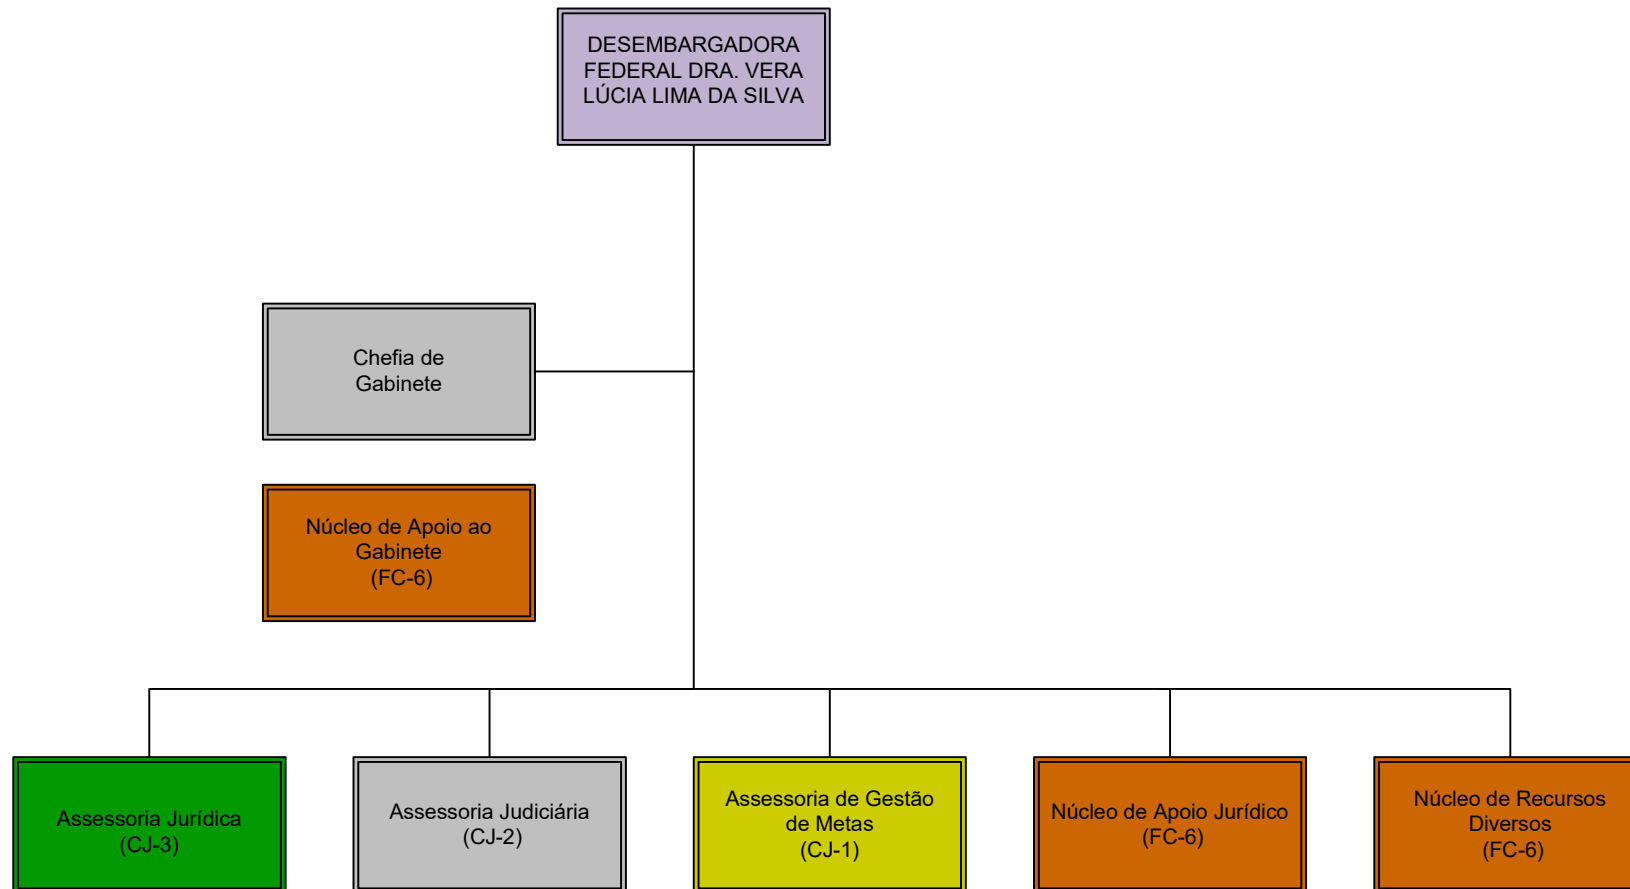 DESEMBARGADORA
FEDERAL DRA. VERA
LÚCIA LIMA DA SILVA
Chefia de
Gabinete
Núcleo de Apoio ao
Gabinete
(FC-6)
Assessoria Jurídica
(CJ-3)
Assessoria Judiciária
(CJ-2)
Assessoria de Gestão
de Metas
(CJ-1)
Núcleo de Apoio Jurídico
(FC-6)
Núcleo de Recursos
Diversos
(FC-6)